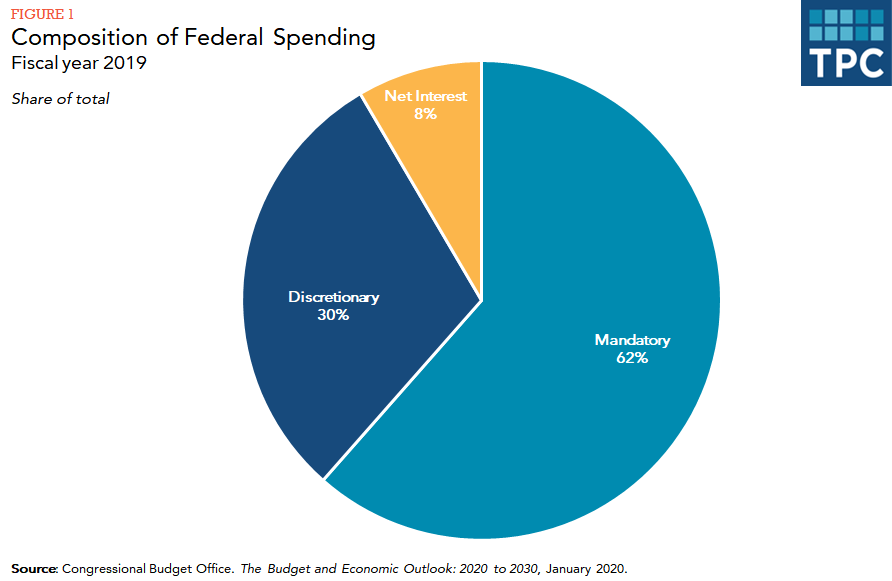 FIGURE 1
Composition of Federal Spending
Fiscal year 2019
Share of total
TPC
Net Interest
8%
Discretionary
30%
Mandatory
62%
Source: Congressional Budget Office. The Budget and Economic Outlook: 2020 to 2030, January 2020.